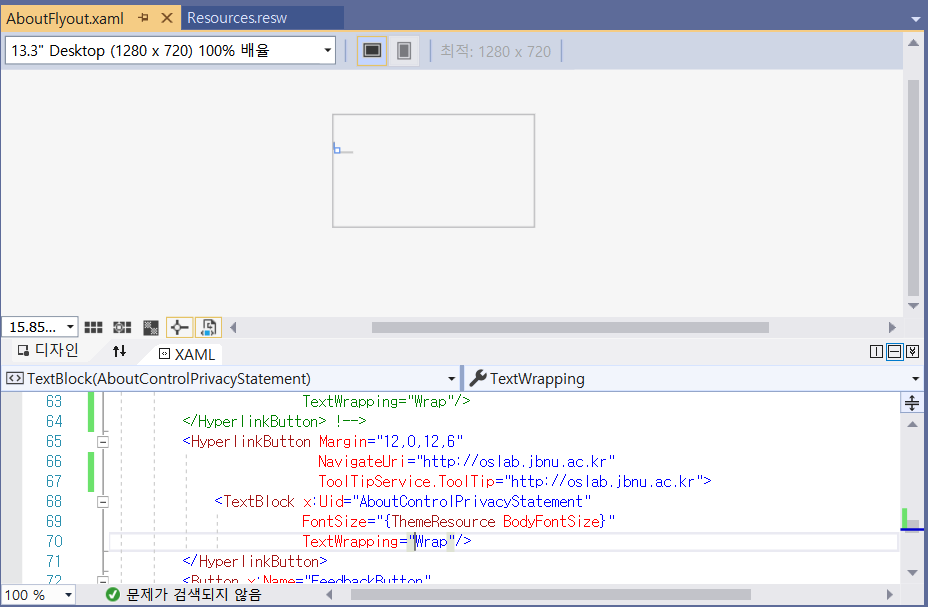 AboutFlyout.xaml
Resources.resw
13.3" Desktop (1280 x 720) 100% 배율
최적: 1280 x 720
15.85...
디자인
XAML
TextBlock(AboutControlPrivacyStatement)
TextWrapping
63 TextWrapping="Wrap"/>
64 </HyperlinkButton> !-->
65 <HyperlinkButton Margin="12,0,12,6"
66 NavigateUri="http://oslab.jbnu.ac.kr"
67 ToolTipService.ToolTip="http://oslab.jbnu.ac.kr">
68 <TextBlock x:Uid="AboutControlPrivacyStatement"
69 FontSize="{ThemeResource BodyFontSize}"
70 TextWrapping="Wrap"/>
71 </HyperlinkButton>
72 <Button x:Name="FeedbackButton"
100 %
문제가 검색되지 않음